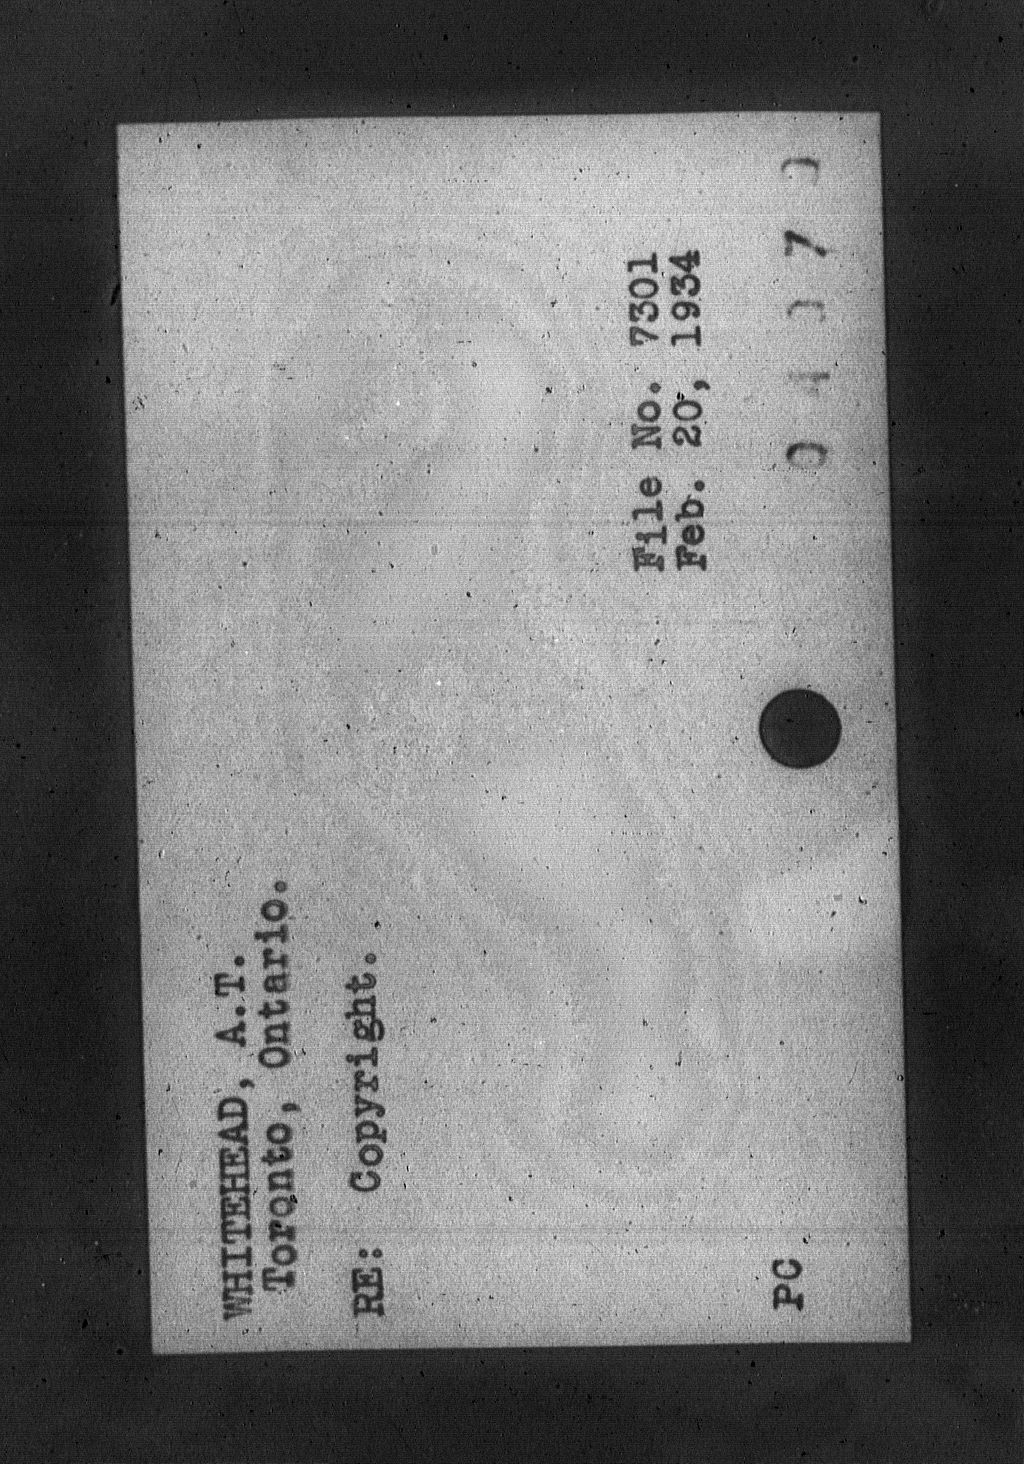 WHITEHEAD, A.T.
Toronto, Ontario.
RE: Copyright.
File No. 7301
Feb. 20, 1934
PC